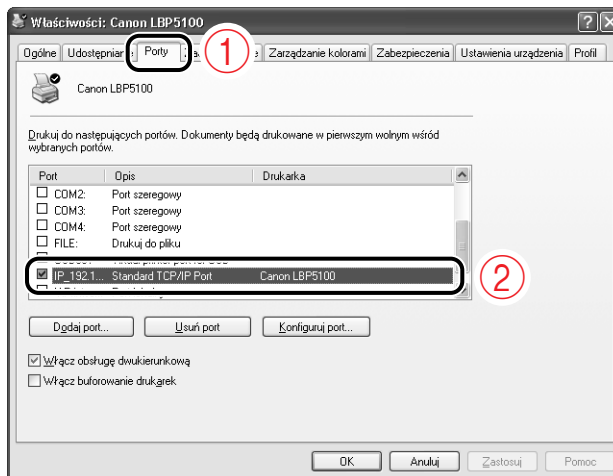 Właściwości: Canon LBP5100
Ogólne Udostępnianie Porty Zarządzanie kolorami Zabezpieczenia Ustawienia urządzenia Profil
1
Canon LBP5100
Drukuj do następujących portów. Dokumenty będą drukowane w pierwszym wolnym wśród
wybranych portów.
Port Opis Drukarka
COM2: Port szeregowy
COM3: Port szeregowy
COM4: Port szeregowy
FILE: Drukuj do pliku
IP_192.1... Standard TCP/IP Port Canon LBP5100
2
Dodaj port... Usuń port Konfiguruj port...
Włącz obsługę dwukierunkową
Włącz buforowanie drukarek
OK Anuluj Zastosuj Pomoc